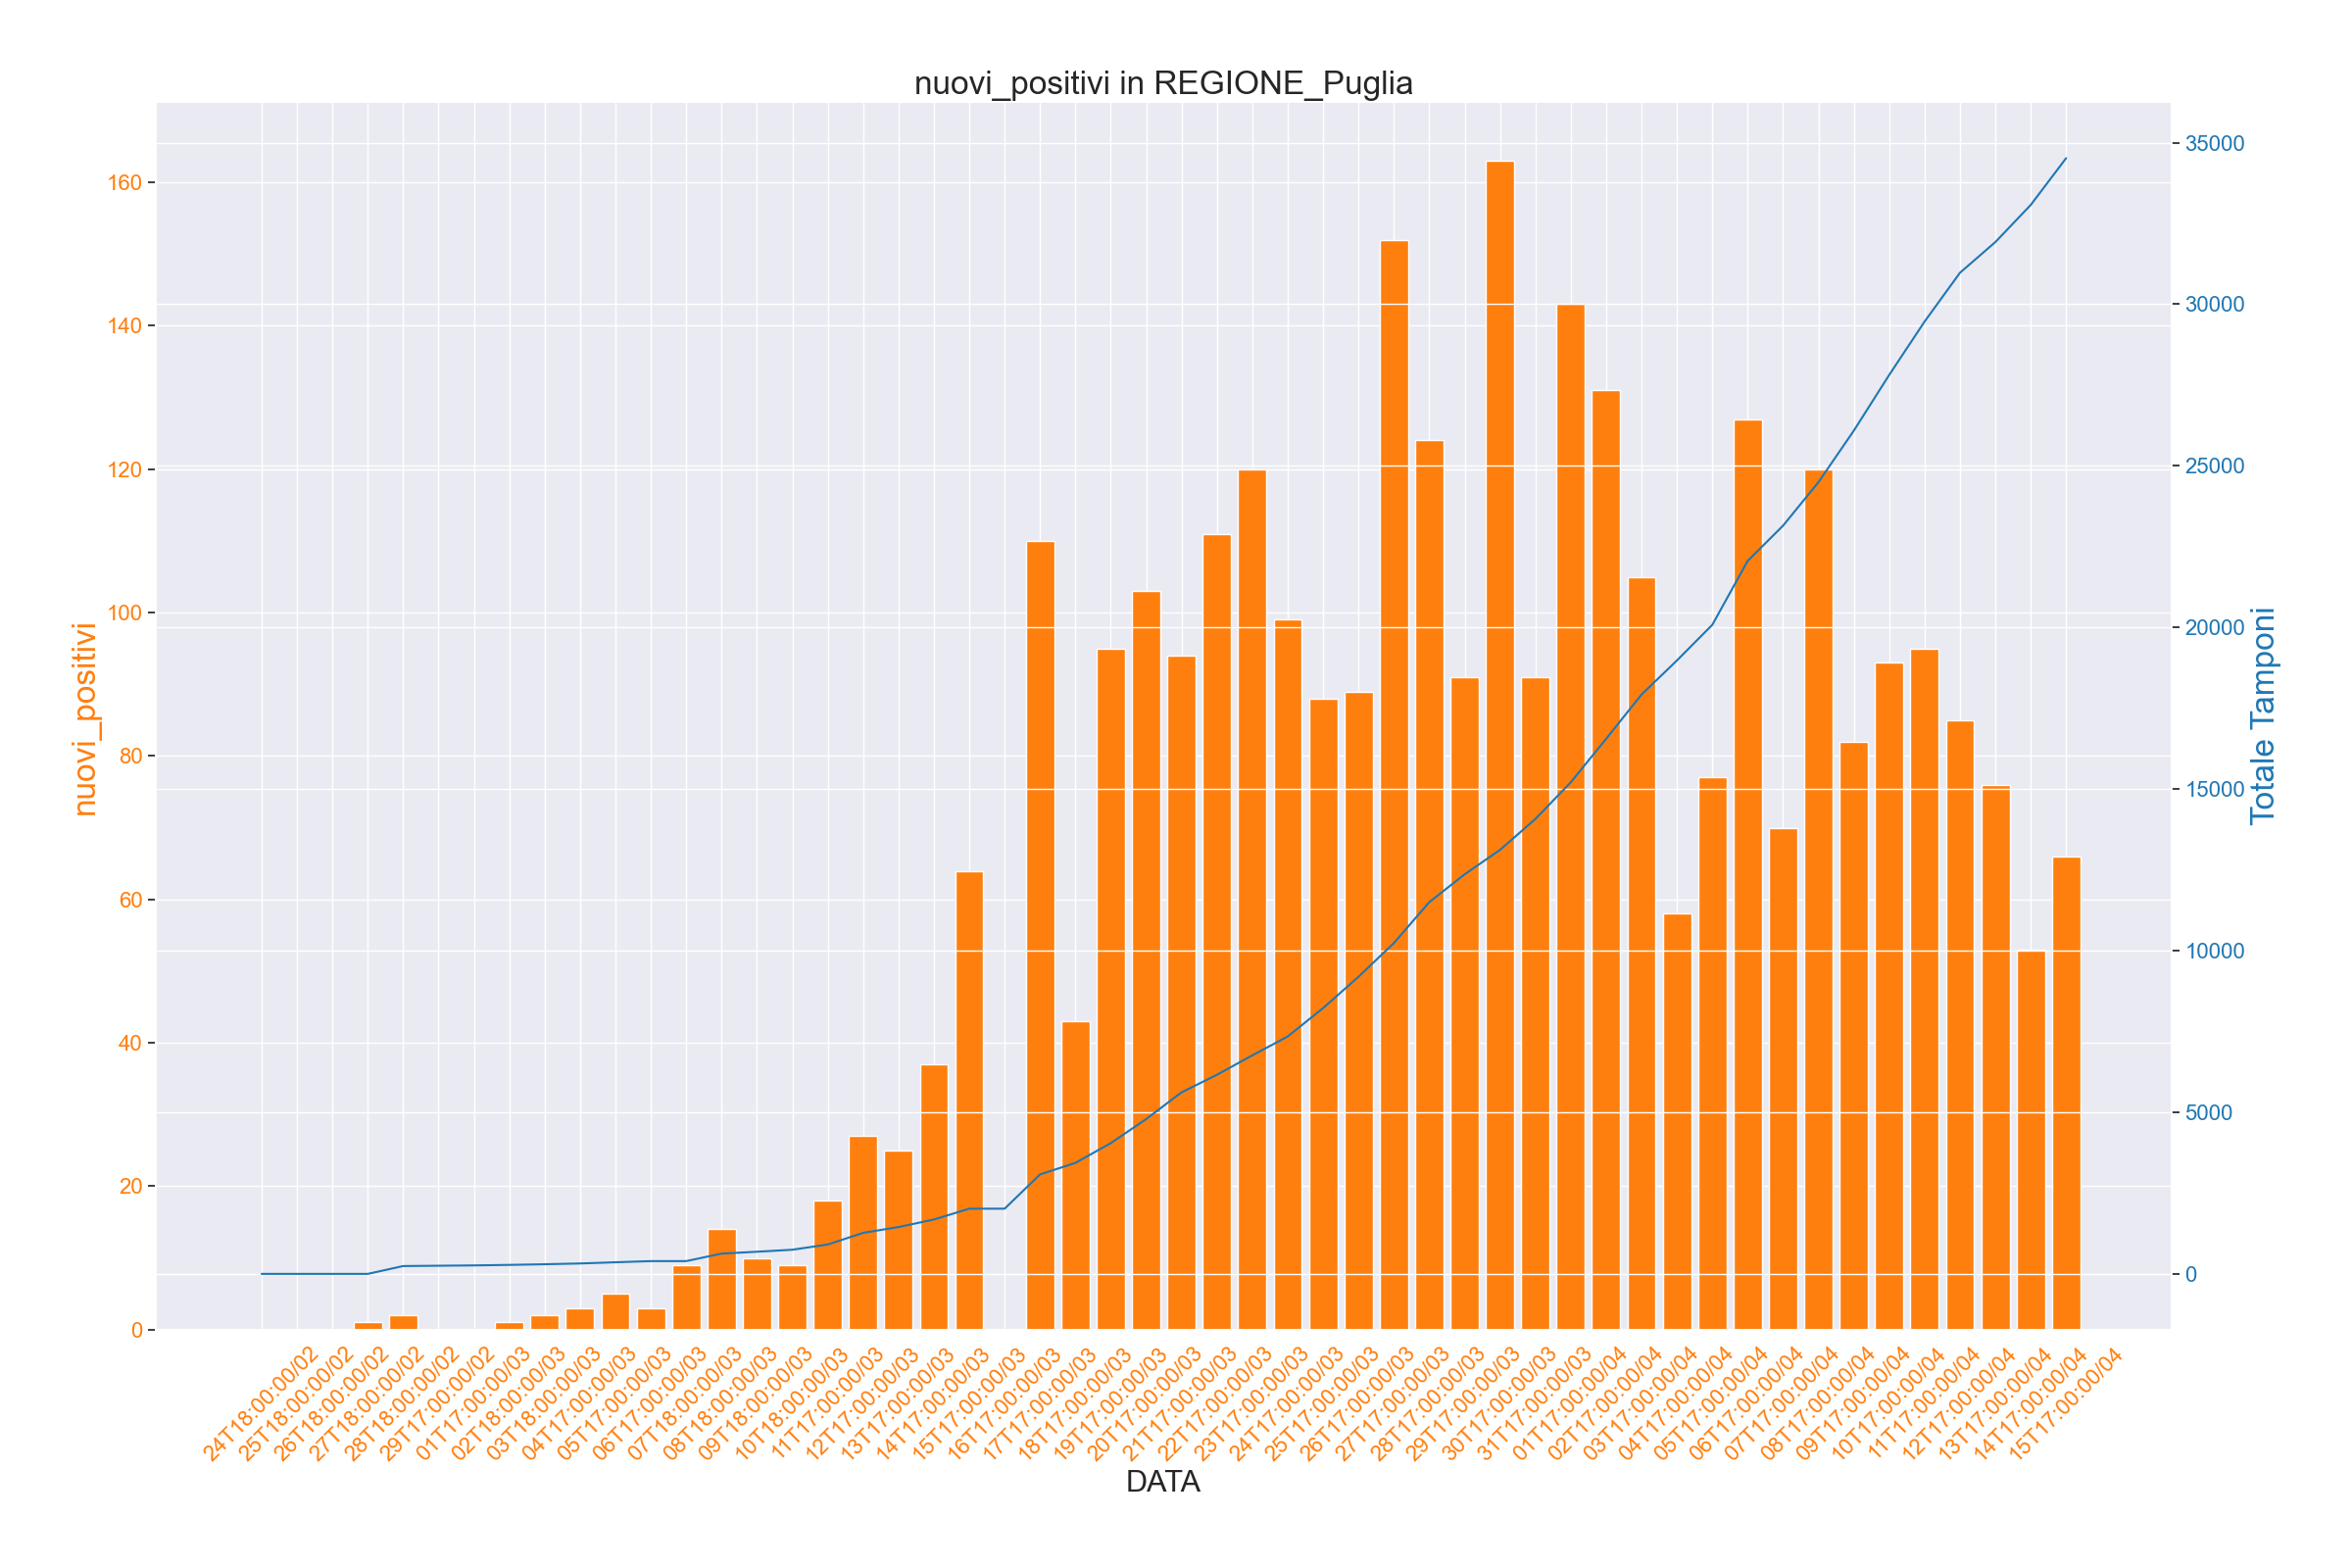 nuovi_positivi in REGIONE_Puglia
160
140
120
100
80
60
40
20
0
nuovi_positivi
35000
30000
25000
20000
15000
10000
5000
0
Totale Tamponi
24T18:00:00/02
25T18:00:00/02
26T18:00:00/02
27T18:00:00/02
28T18:00:00/02
29T17:00:00/02
01T17:00:00/03
02T18:00:00/03
03T18:00:00/03
04T17:00:00/03
05T17:00:00/03
06T17:00:00/03
07T18:00:00/03
08T18:00:00/03
09T18:00:00/03
10T18:00:00/03
11T17:00:00/03
12T17:00:00/03
13T17:00:00/03
14T17:00:00/03
15T17:00:00/03
16T17:00:00/03
17T17:00:00/03
18T17:00:00/03
19T17:00:00/03
20T17:00:00/03
21T17:00:00/03
22T17:00:00/03
23T17:00:00/03
24T17:00:00/03
25T17:00:00/03
26T17:00:00/03
27T17:00:00/03
28T17:00:00/03
29T17:00:00/03
30T17:00:00/03
31T17:00:00/03
01T17:00:00/04
02T17:00:00/04
03T17:00:00/04
04T17:00:00/04
05T17:00:00/04
06T17:00:00/04
07T17:00:00/04
08T17:00:00/04
09T17:00:00/04
10T17:00:00/04
11T17:00:00/04
12T17:00:00/04
13T17:00:00/04
14T17:00:00/04
15T17:00:00/04
DATA